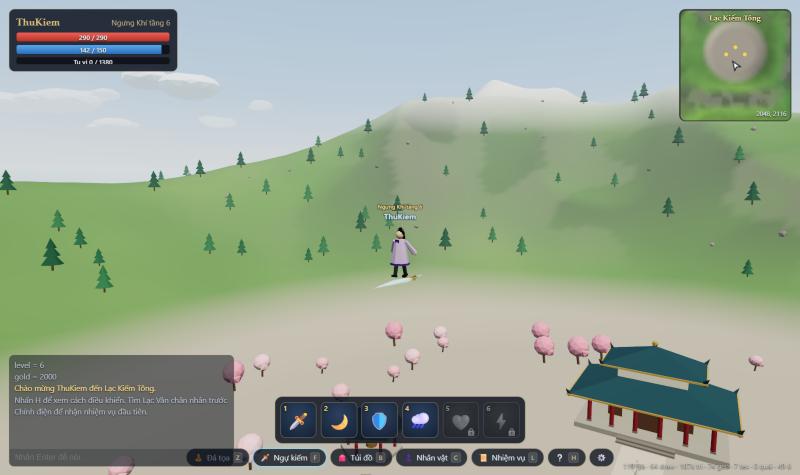 ThuKiem
Ngưng Khí tầng 6
290 / 290
142 / 150
Tu vi 0 / 1380
Lạc Kiếm Tông
2048, 2116
Ngưng Khí tầng 6
ThuKiem
level = 6
gold = 2000
Chào mừng ThuKiem đến Lạc Kiếm Tông.
Nhấn H để xem cách điều khiển. Tìm Lạc Vân chân nhân trước
Chính điện để nhận nhiệm vụ đầu tiên.
Nhấn Enter để nói
1 2 3 4 5 6
Đả tọa Z
Ngự kiếm F
Túi đồ B
Nhân vật C
Nhiệm vụ L
? H